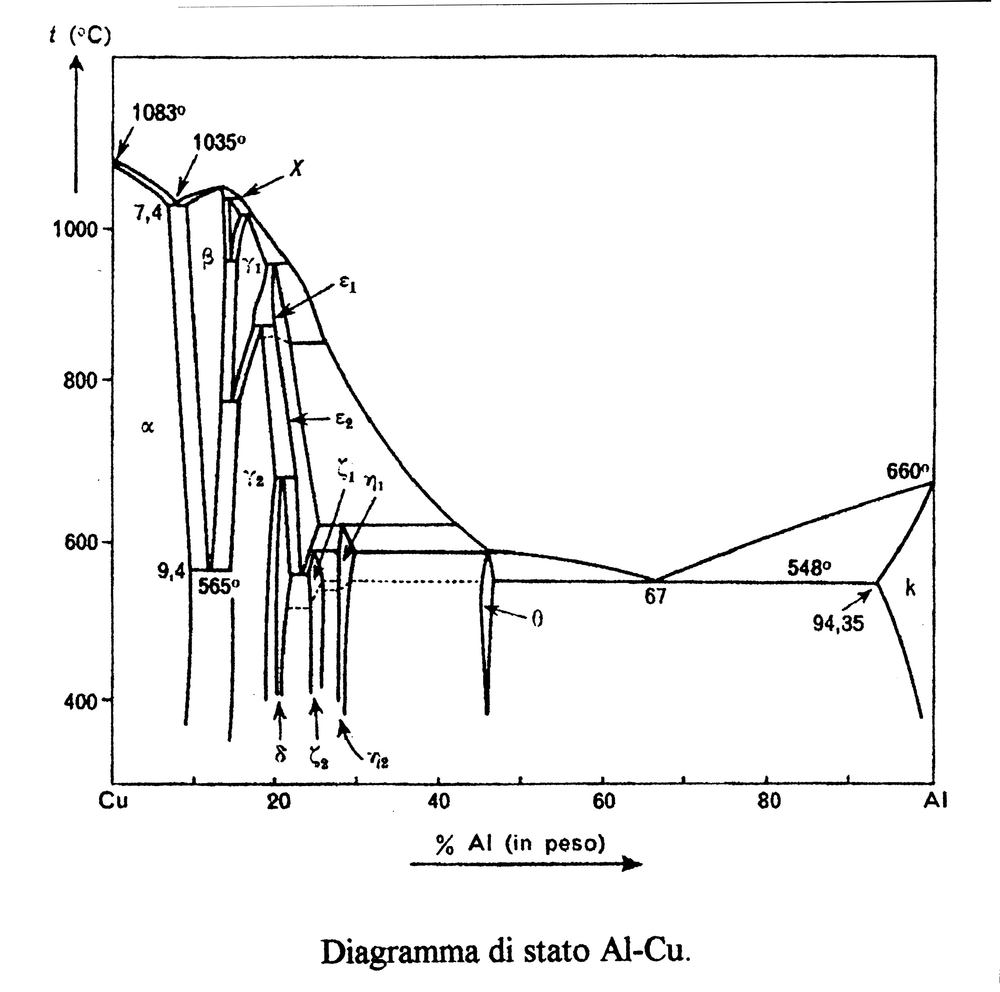 t (°C)
1083°
1035°
X
7,4
1000
β
γ1
ε1
800
α
ε2
ζ1
η1
γ2
660°
600
9,4
565°
548°
67
k
94,35
θ
400
δ
ζ2
η2
Cu
20
40
60
80
Al
% Al (in peso)
Diagramma di stato Al-Cu.